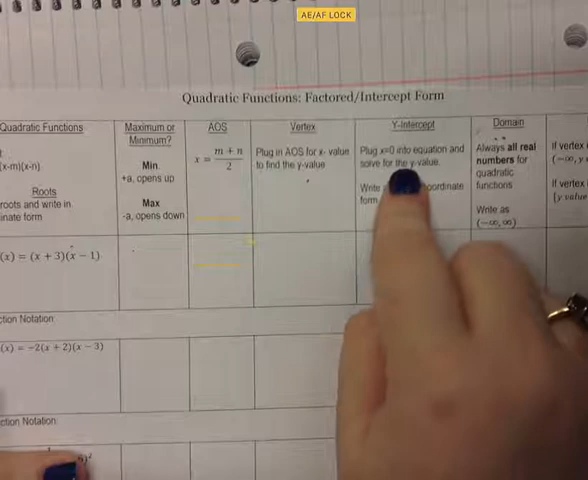 AE/AF LOCK
Quadratic Functions: Factored/Intercept Form
Quadratic Functions
(x-m)(x-n)
Roots
roots and write in
inate form
Maximum or
Minimum?
Min
+a, opens up
Max
-a, opens down
AOS
x = m + n / 2
Vertex
Plug in AOS for x- value
to find the y-value
Y-Intercept
Plug x=0 into equation and
solve for the y-value.
Write ordinate
form
Domain
Always all real
numbers for
quadratic
functions
Write as
(−∞, ∞)
If vertex i
(−∞, y v
If vertex i
[y value
(x) = (x + 3)(x − 1)
ction Notation:
(x) = −2(x + 2)(x − 3)
ction Notation: